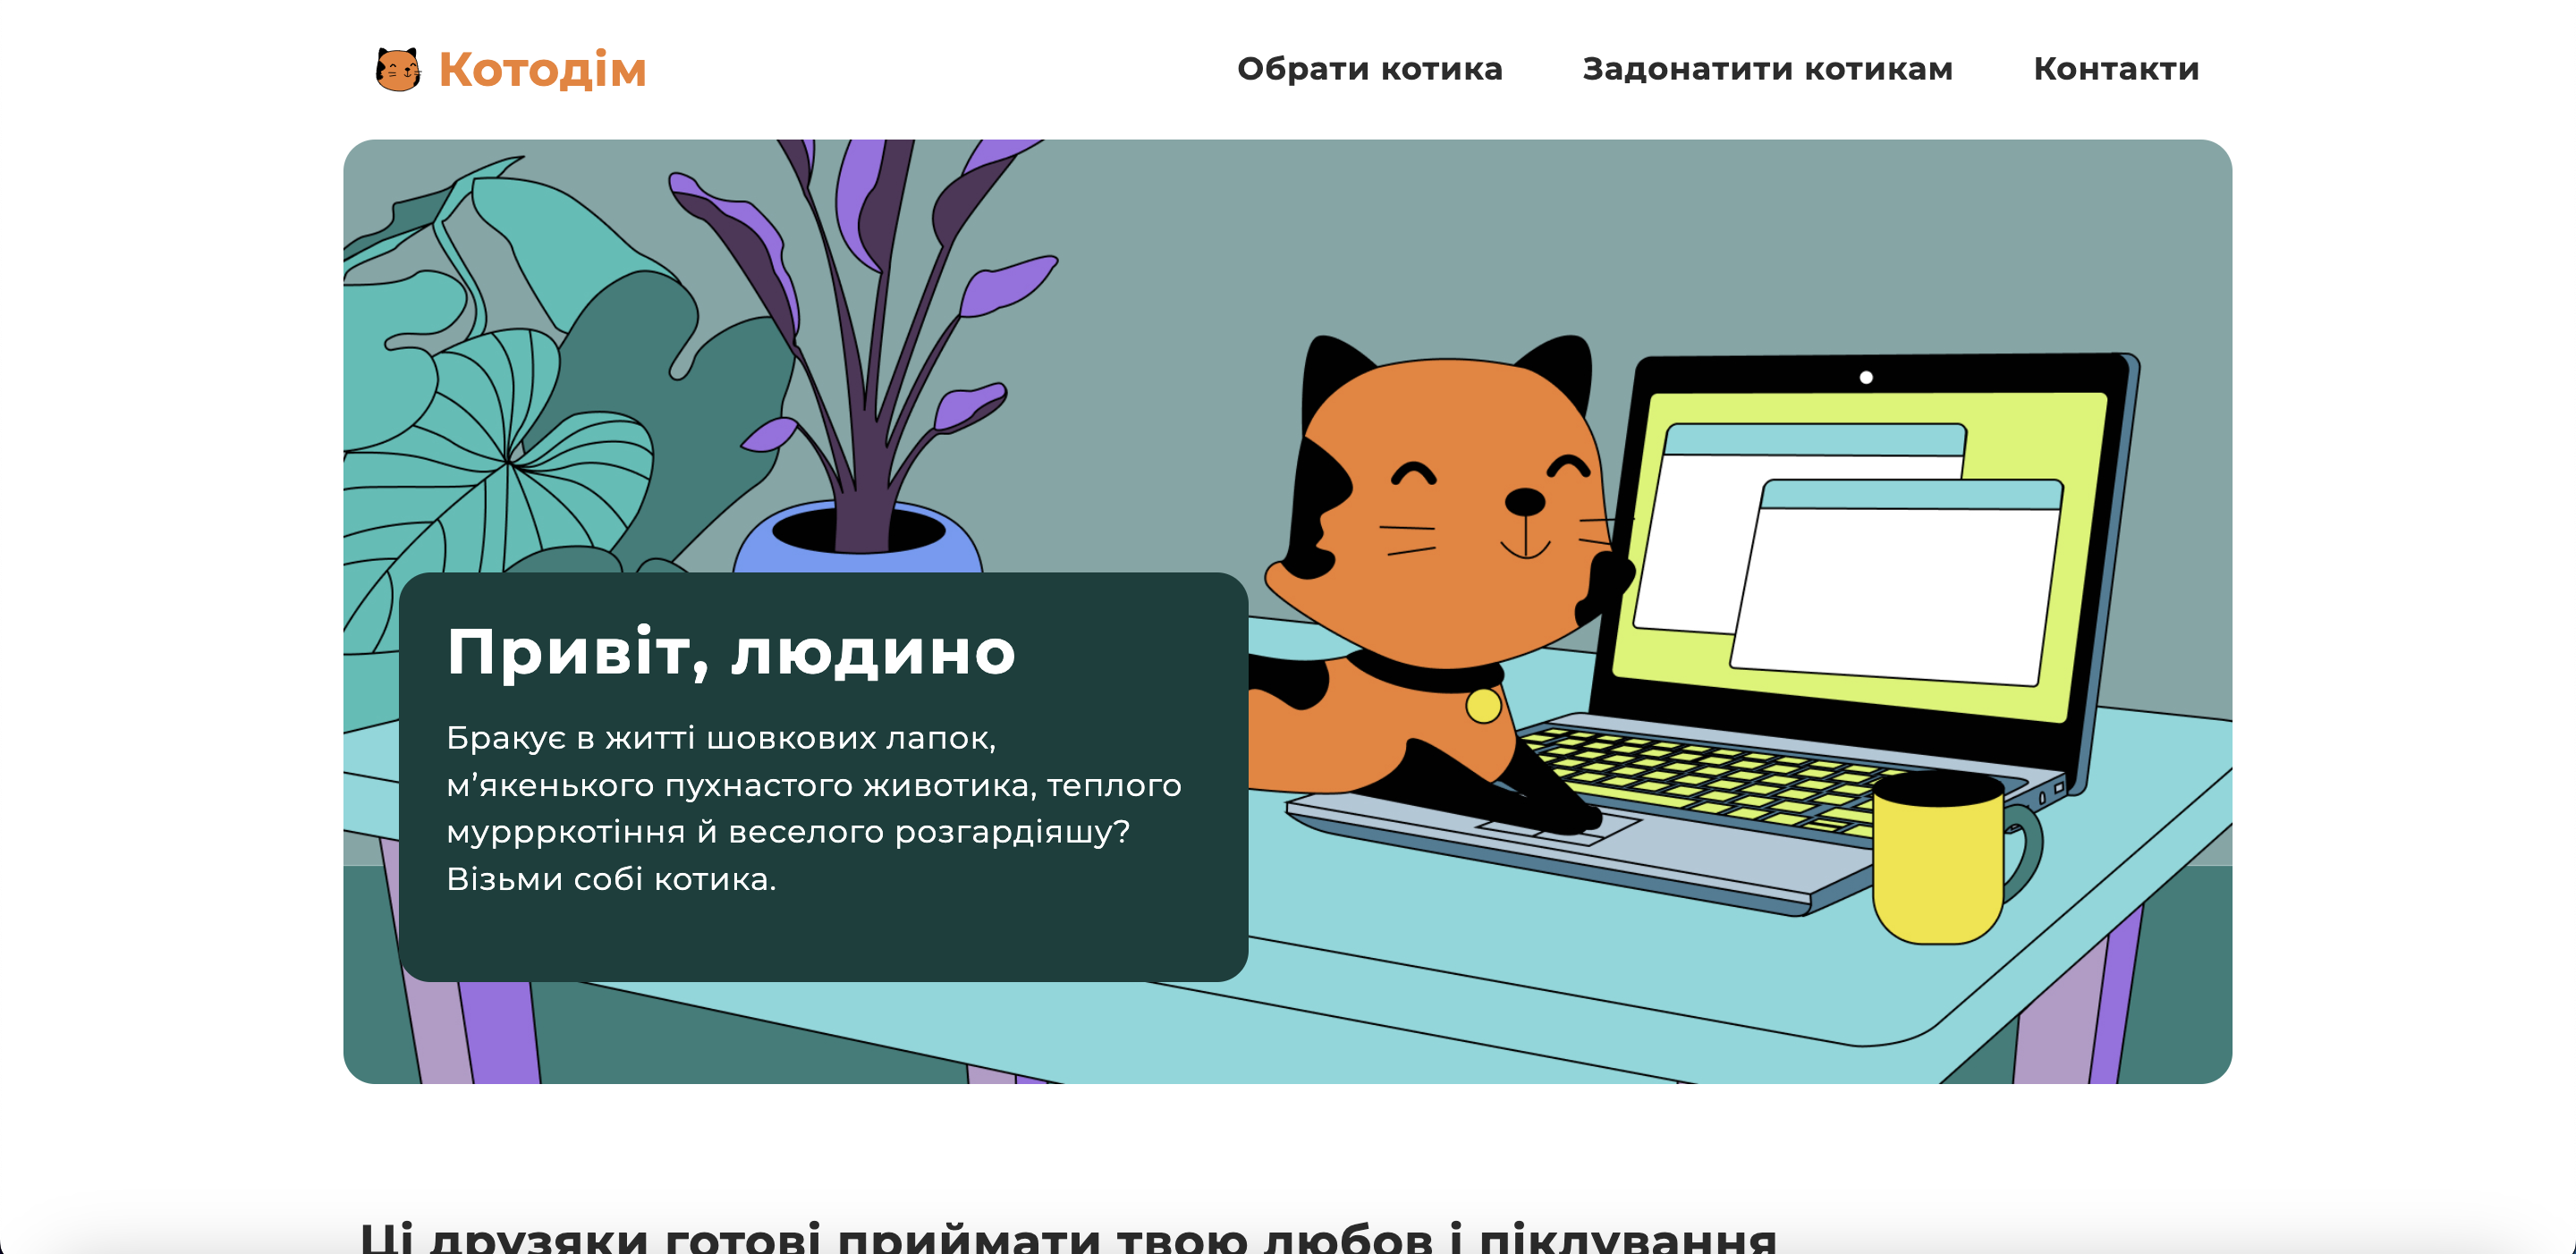 Котодім
Обрати котика
Задонатити котикам
Контакти
Привіт, людино
Бракує в житті шовкових лапок,
м’якенького пухнастого животика, теплого
муррркотіння й веселого розгардіяшу?
Візьми собі котика.
Ці друзяки готові приймати твою любов і піклування